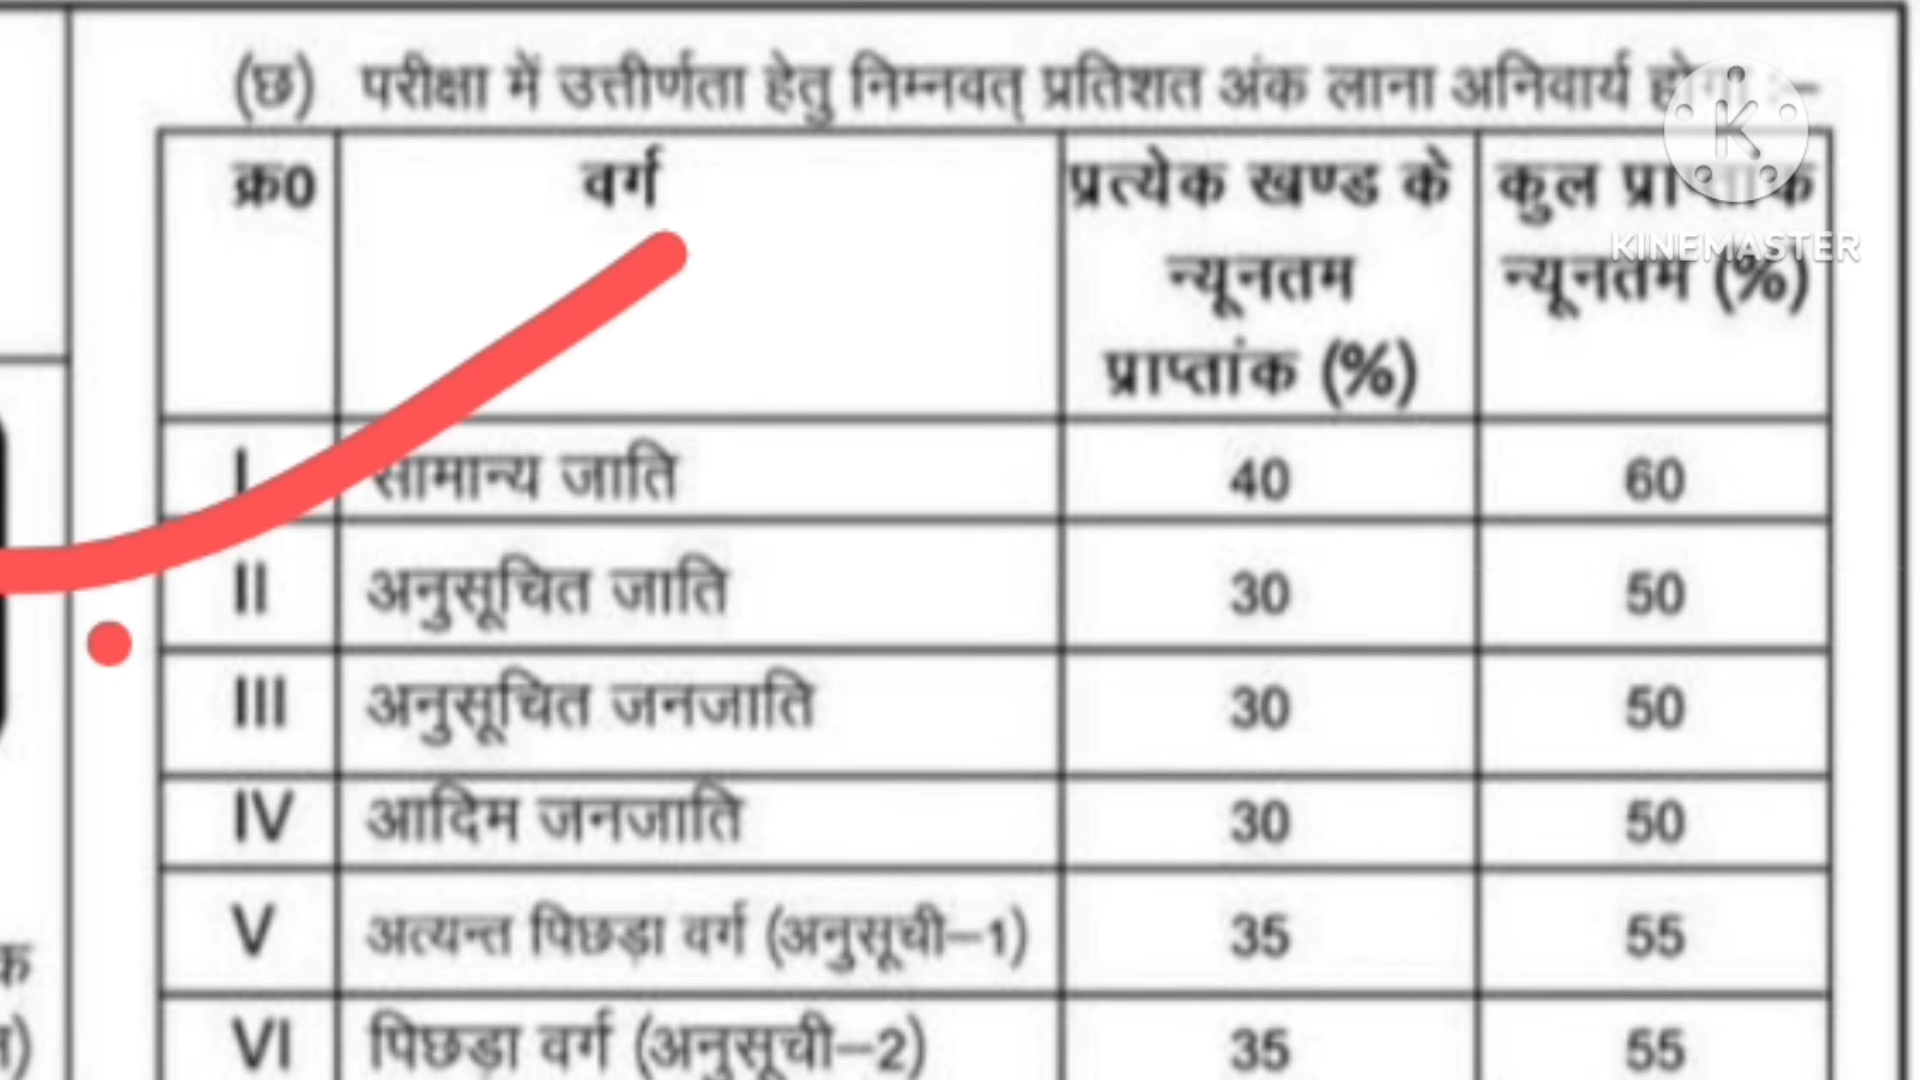 (छ) परीक्षा में उत्तीर्णता हेतु निम्नवत् प्रतिशत अंक लाना अनिवार्य होगा :–
क्र0 वर्ग प्रत्येक खण्ड के न्यूनतम प्राप्तांक (%) कुल प्राप्तांक न्यूनतम (%)
I सामान्य जाति 40 60
II अनुसूचित जाति 30 50
III अनुसूचित जनजाति 30 50
IV आदिम जनजाति 30 50
V अत्यन्त पिछड़ा वर्ग (अनुसूची–1) 35 55
VI पिछड़ा वर्ग (अनुसूची–2) 35 55
K
KINEMASTER
क